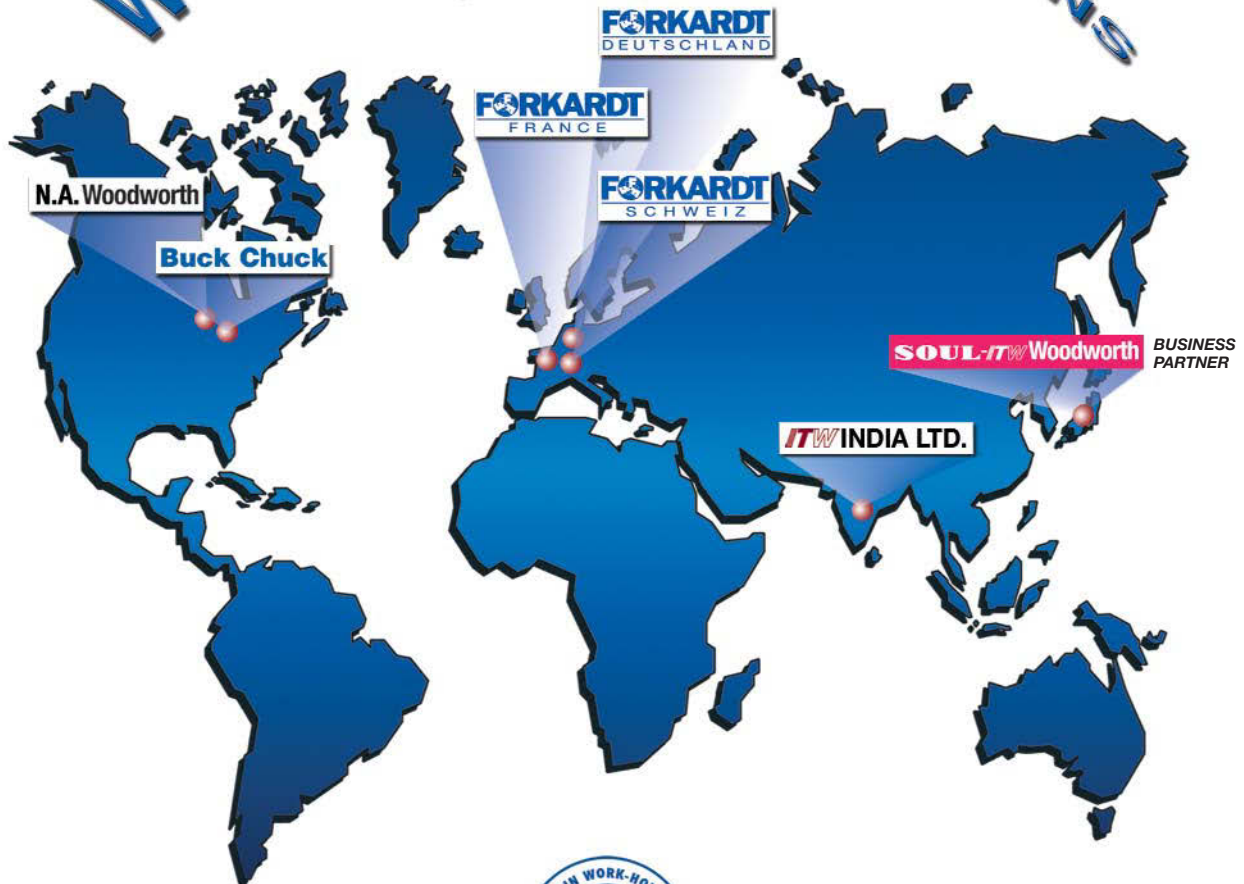 FORKARDT
DEUTSCHLAND
FORKARDT
FRANCE
FORKARDT
SCHWEIZ
N.A. Woodworth
Buck Chuck
SOUL-ITW Woodworth
BUSINESS
PARTNER
ITW INDIA LTD.